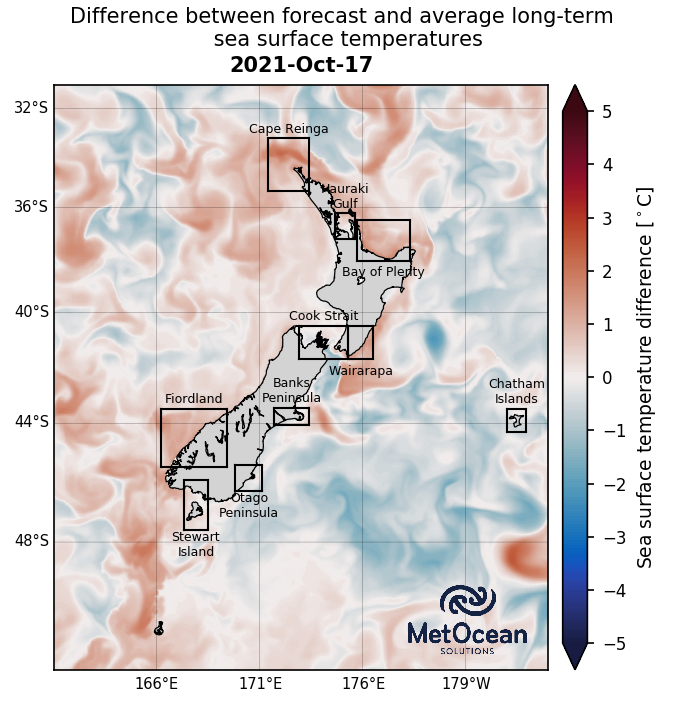 Difference between forecast and average long-term
sea surface temperatures
2021-Oct-17
32°S
36°S
40°S
44°S
48°S
Cape Reinga
Hauraki
Gulf
Bay of Plenty
Cook Strait
Wairarapa
Banks
Peninsula
Fiordland
Chatham
Islands
Otago
Peninsula
Stewart
Island
MetOcean
SOLUTIONS
166°E
171°E
176°E
179°W
5
4
3
2
1
0
−1
−2
−3
−4
−5
Sea surface temperature difference [°C]